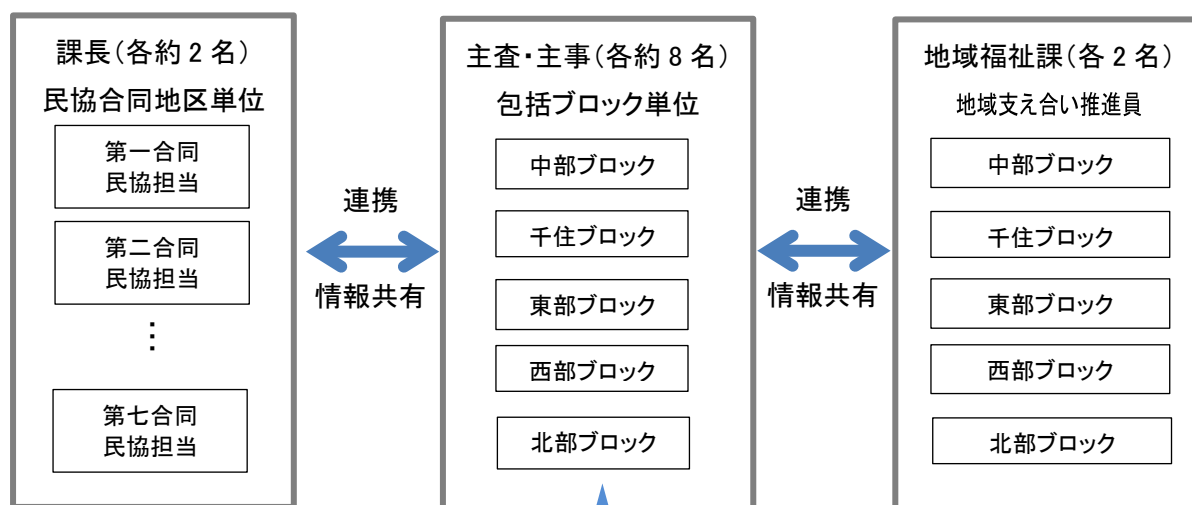 課長(各約 2 名)
民協合同地区単位
第一合同
民協担当
第二合同
民協担当
⋮
第七合同
民協担当
連携
情報共有
主査・主事(各約 8 名)
包括ブロック単位
中部ブロック
千住ブロック
東部ブロック
西部ブロック
北部ブロック
連携
情報共有
地域福祉課(各 2 名)
地域支え合い推進員
中部ブロック
千住ブロック
東部ブロック
西部ブロック
北部ブロック